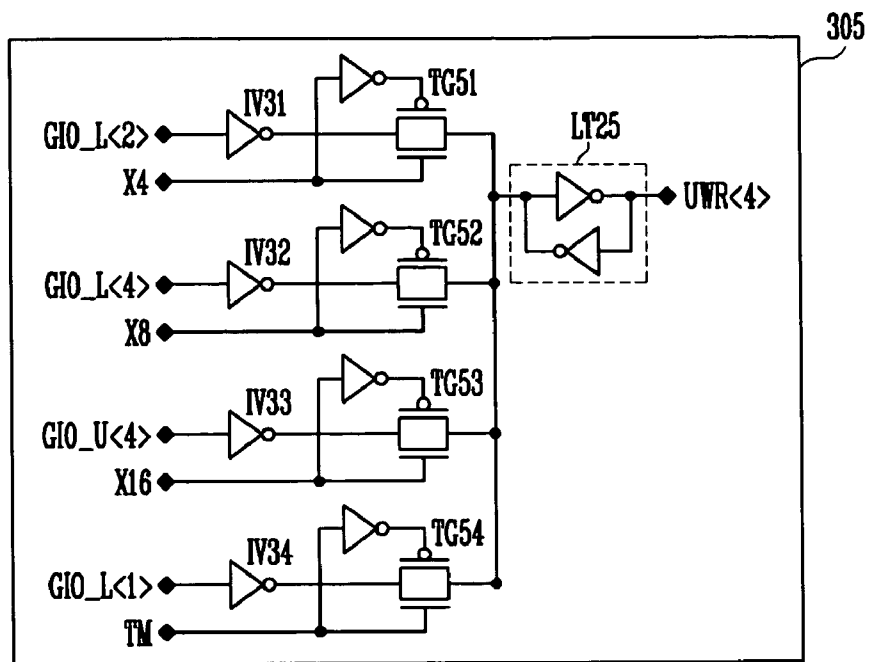 305
IV31
TG51
GIO_L<2>
X4
LT25
UWR<4>
IV32
TG52
GIO_L<4>
X8
IV33
TG53
GIO_U<4>
X16
IV34
TG54
GIO_L<1>
TM